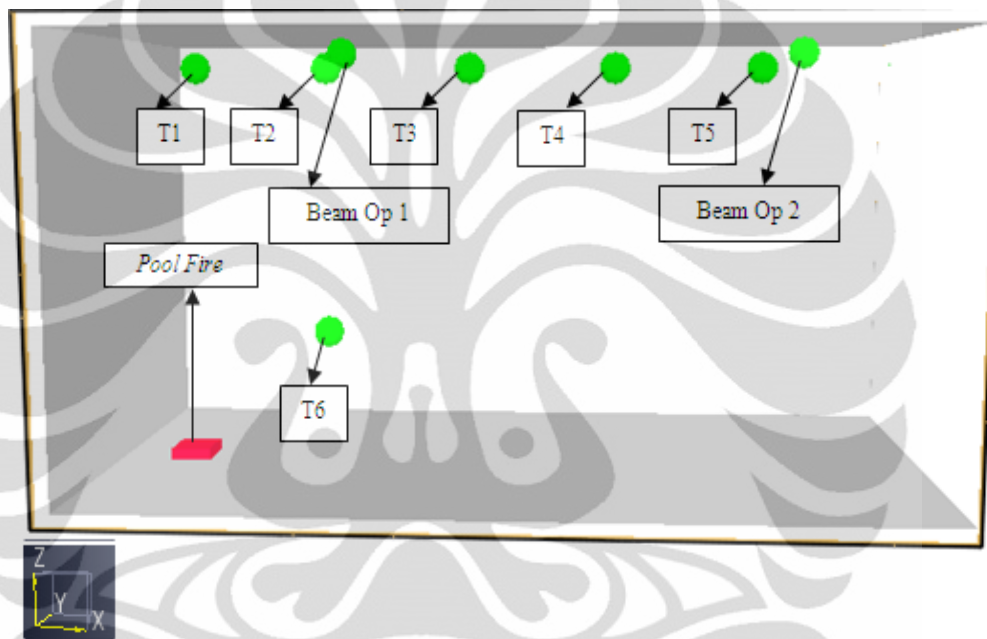 T1
T2
T3
T4
T5
Beam Op 1
Beam Op 2
Pool Fire
T6
Z
Y
X